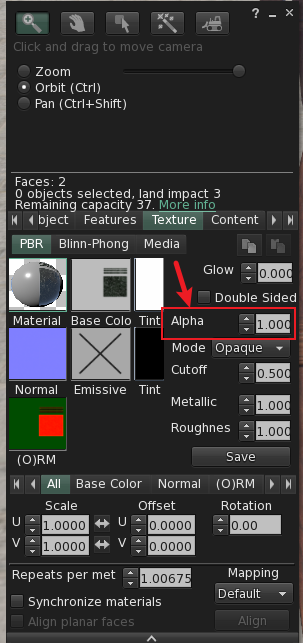 ? _ ×
Click and drag to move camera
Zoom
Orbit (Ctrl)
Pan (Ctrl+Shift)
Faces: 2
0 objects selected, land impact 3
Remaining capacity 37. More info
bject Features Texture Content
PBR Blinn-Phong Media
Glow 0.000
Double Sided
Material Base Colo Tint
Alpha 1.000
Mode Opaque
Cutoff 0.500
Normal Emissive Tint
Metallic 1.000
Roughnes 1.000
(O)RM
Save
All Base Color Normal (O)RM
Scale Offset Rotation
U 1.0000 U 0.0000 0.00
V 1.0000 V 0.0000
Repeats per met 1.00675
Mapping
Default
Synchronize materials
Align planar faces
Align